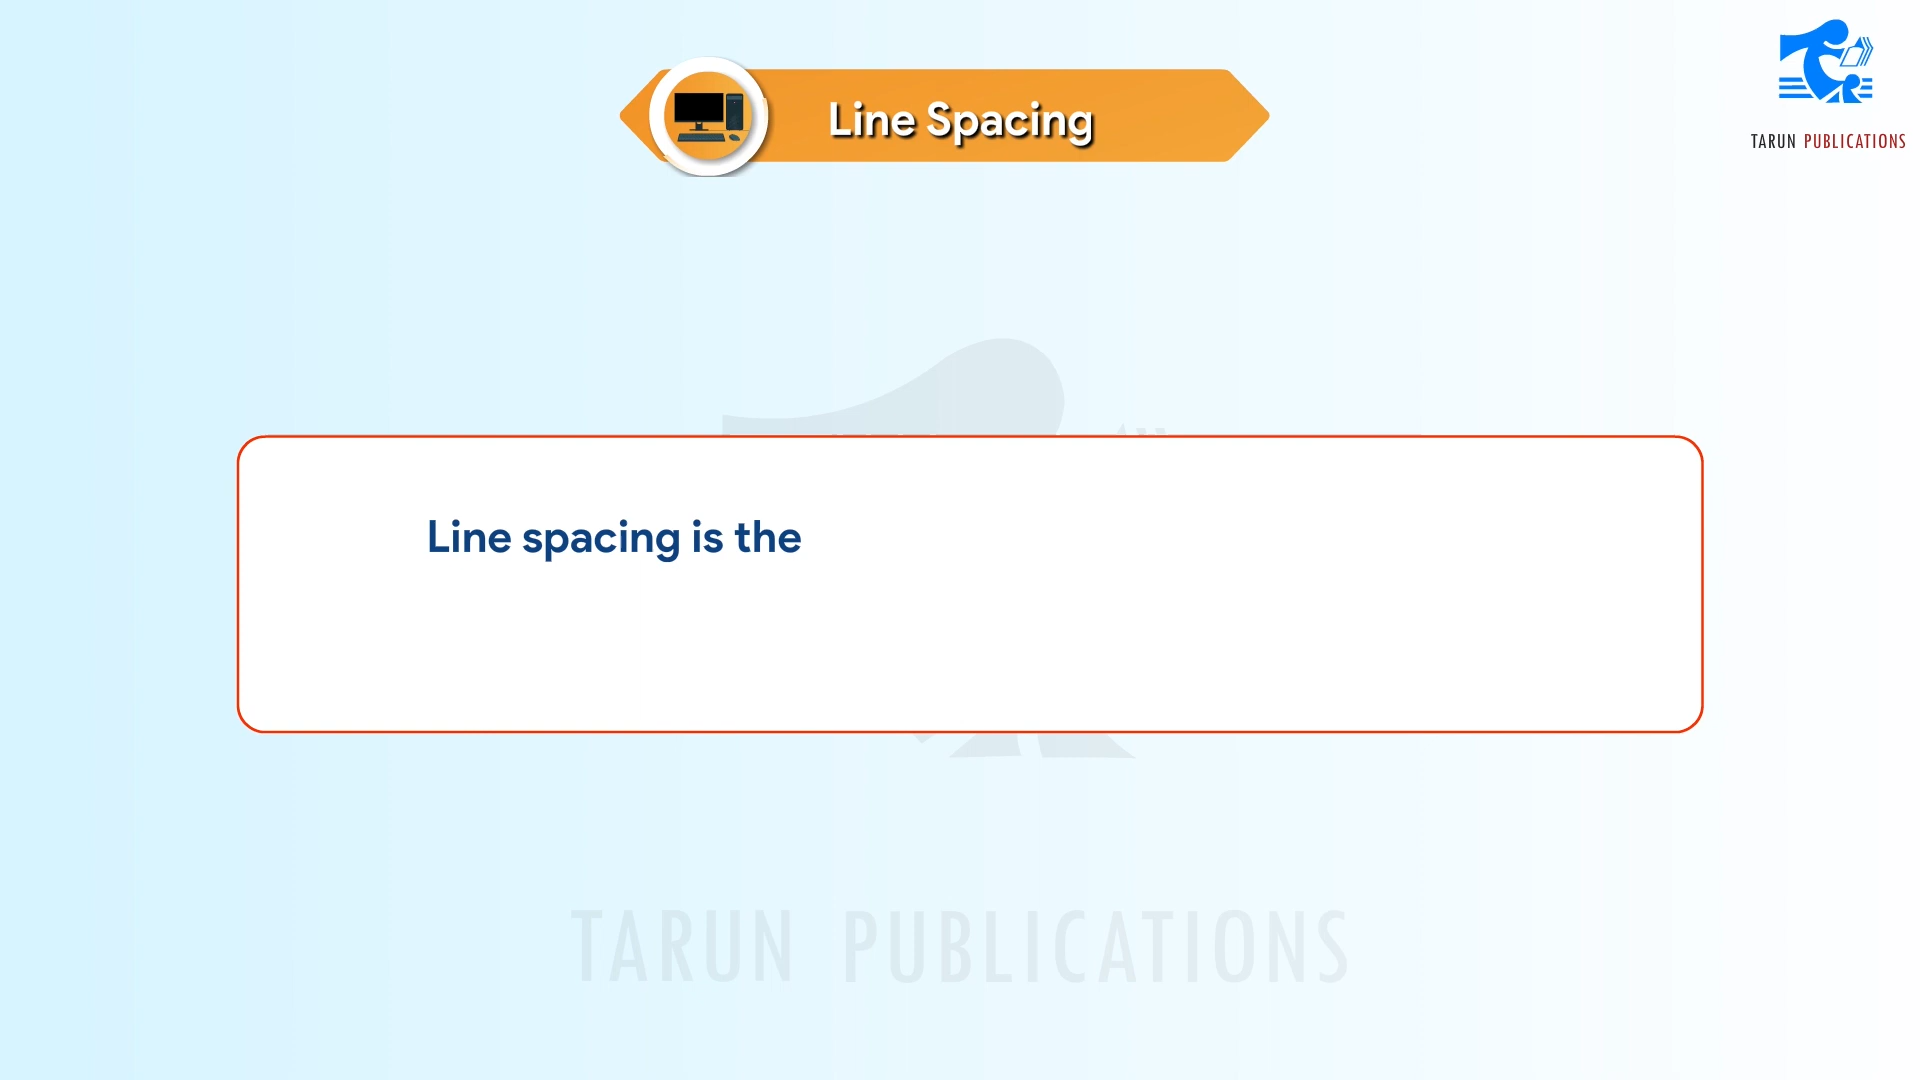 Line Spacing
TARUN PUBLICATIONS
Line spacing is the
TARUN PUBLICATIONS